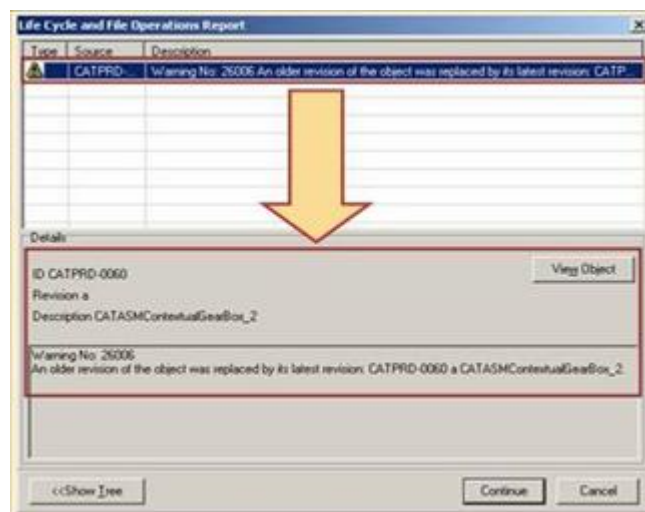 Life Cycle and File Operations Report
Type Source Description
CATPRD-... Warning No: 26006 An older revision of the object was replaced by its latest revision: CATP...
Details
ID CATPRD-0060
View Object
Revision a
Description CATASMContextualGearBox_2
Warning No: 26006
An older revision of the object was replaced by its latest revision: CATPRD-0060 a CATASMContextualGearBox_2.
<<Show Tree
Continue
Cancel